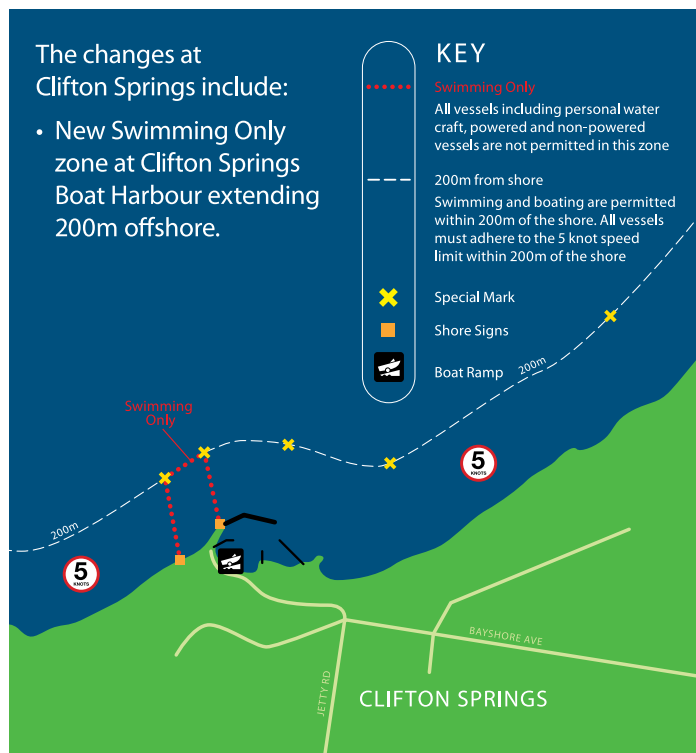 The changes at
Clifton Springs include:
• New Swimming Only
zone at Clifton Springs
Boat Harbour extending
200m offshore.
KEY
Swimming Only
All vessels including personal water
craft, powered and non-powered
vessels are not permitted in this zone
200m from shore
Swimming and boating are permitted
within 200m of the shore. All vessels
must adhere to the 5 knot speed
limit within 200m of the shore
Special Mark
Shore Signs
Boat Ramp
200m
Swimming
Only
5
KNOTS
200m
5
KNOTS
BAYSHORE AVE
JETTY RD
CLIFTON SPRINGS